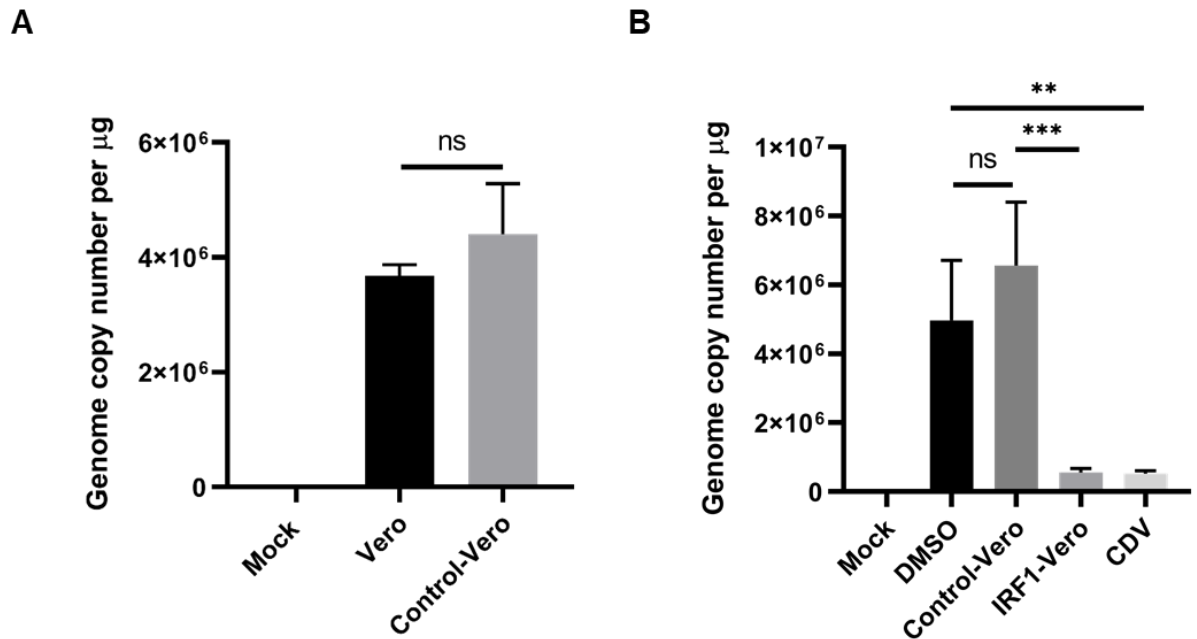 A
Genome copy number per μg
6×10⁶
4×10⁶
2×10⁶
0
ns
Mock
Vero
Control-Vero
B
Genome copy number per μg
1×10⁷
8×10⁶
6×10⁶
4×10⁶
2×10⁶
0
**
***
ns
Mock
DMSO
Control-Vero
IRF1-Vero
CDV